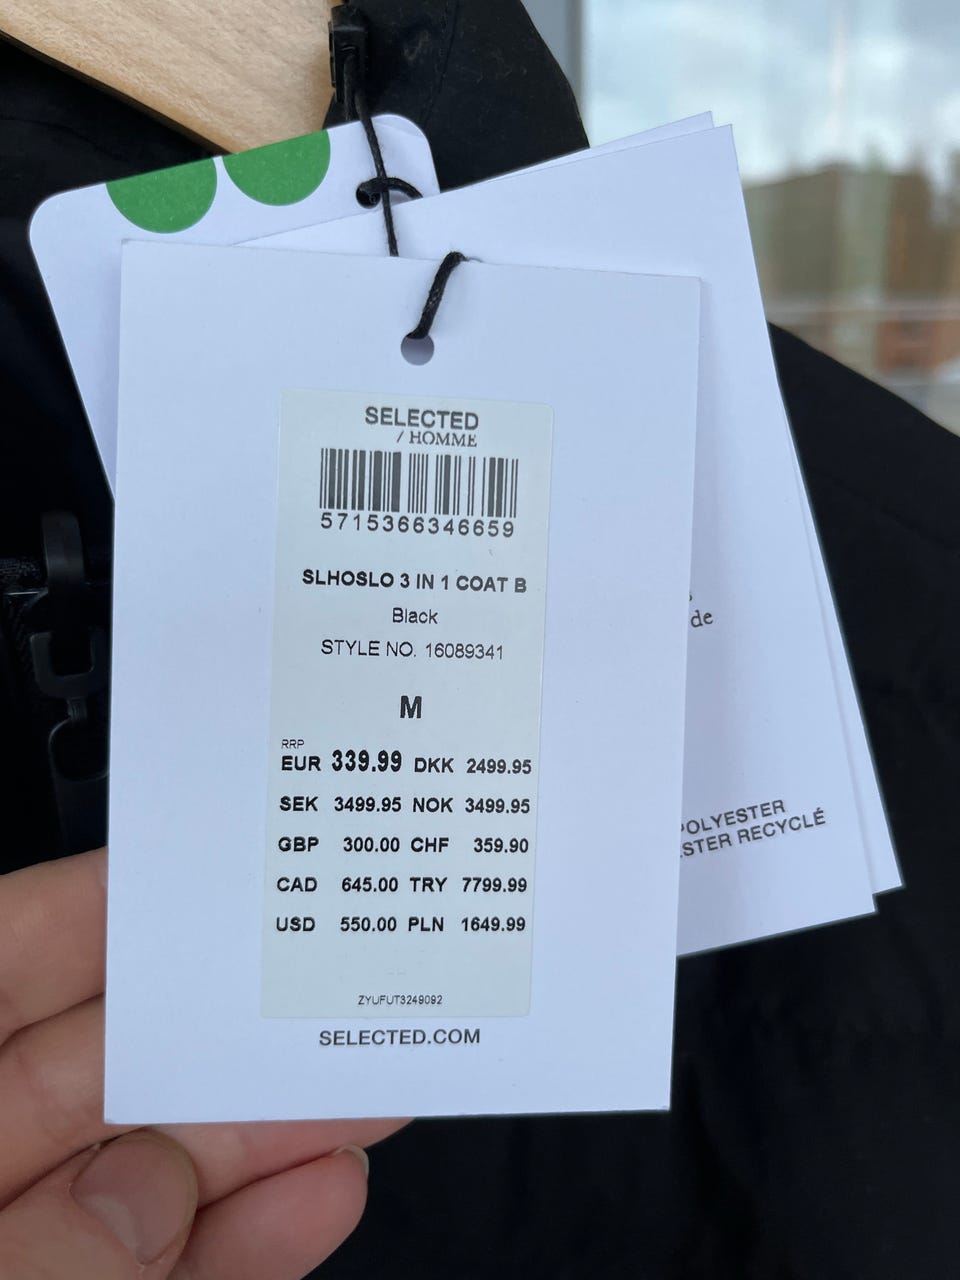 SELECTED
/ HOMME
5715366346659
SLHOSLO 3 IN 1 COAT B
Black
STYLE NO. 16089341
M
RRP
EUR 339.99 DKK 2499.95
SEK 3499.95 NOK 3499.95
GBP 300.00 CHF 359.90
CAD 645.00 TRY 7799.99
USD 550.00 PLN 1649.99
ZYUFUT3249092
SELECTED.COM
de
POLYESTER
ESTER RECYCLÉ